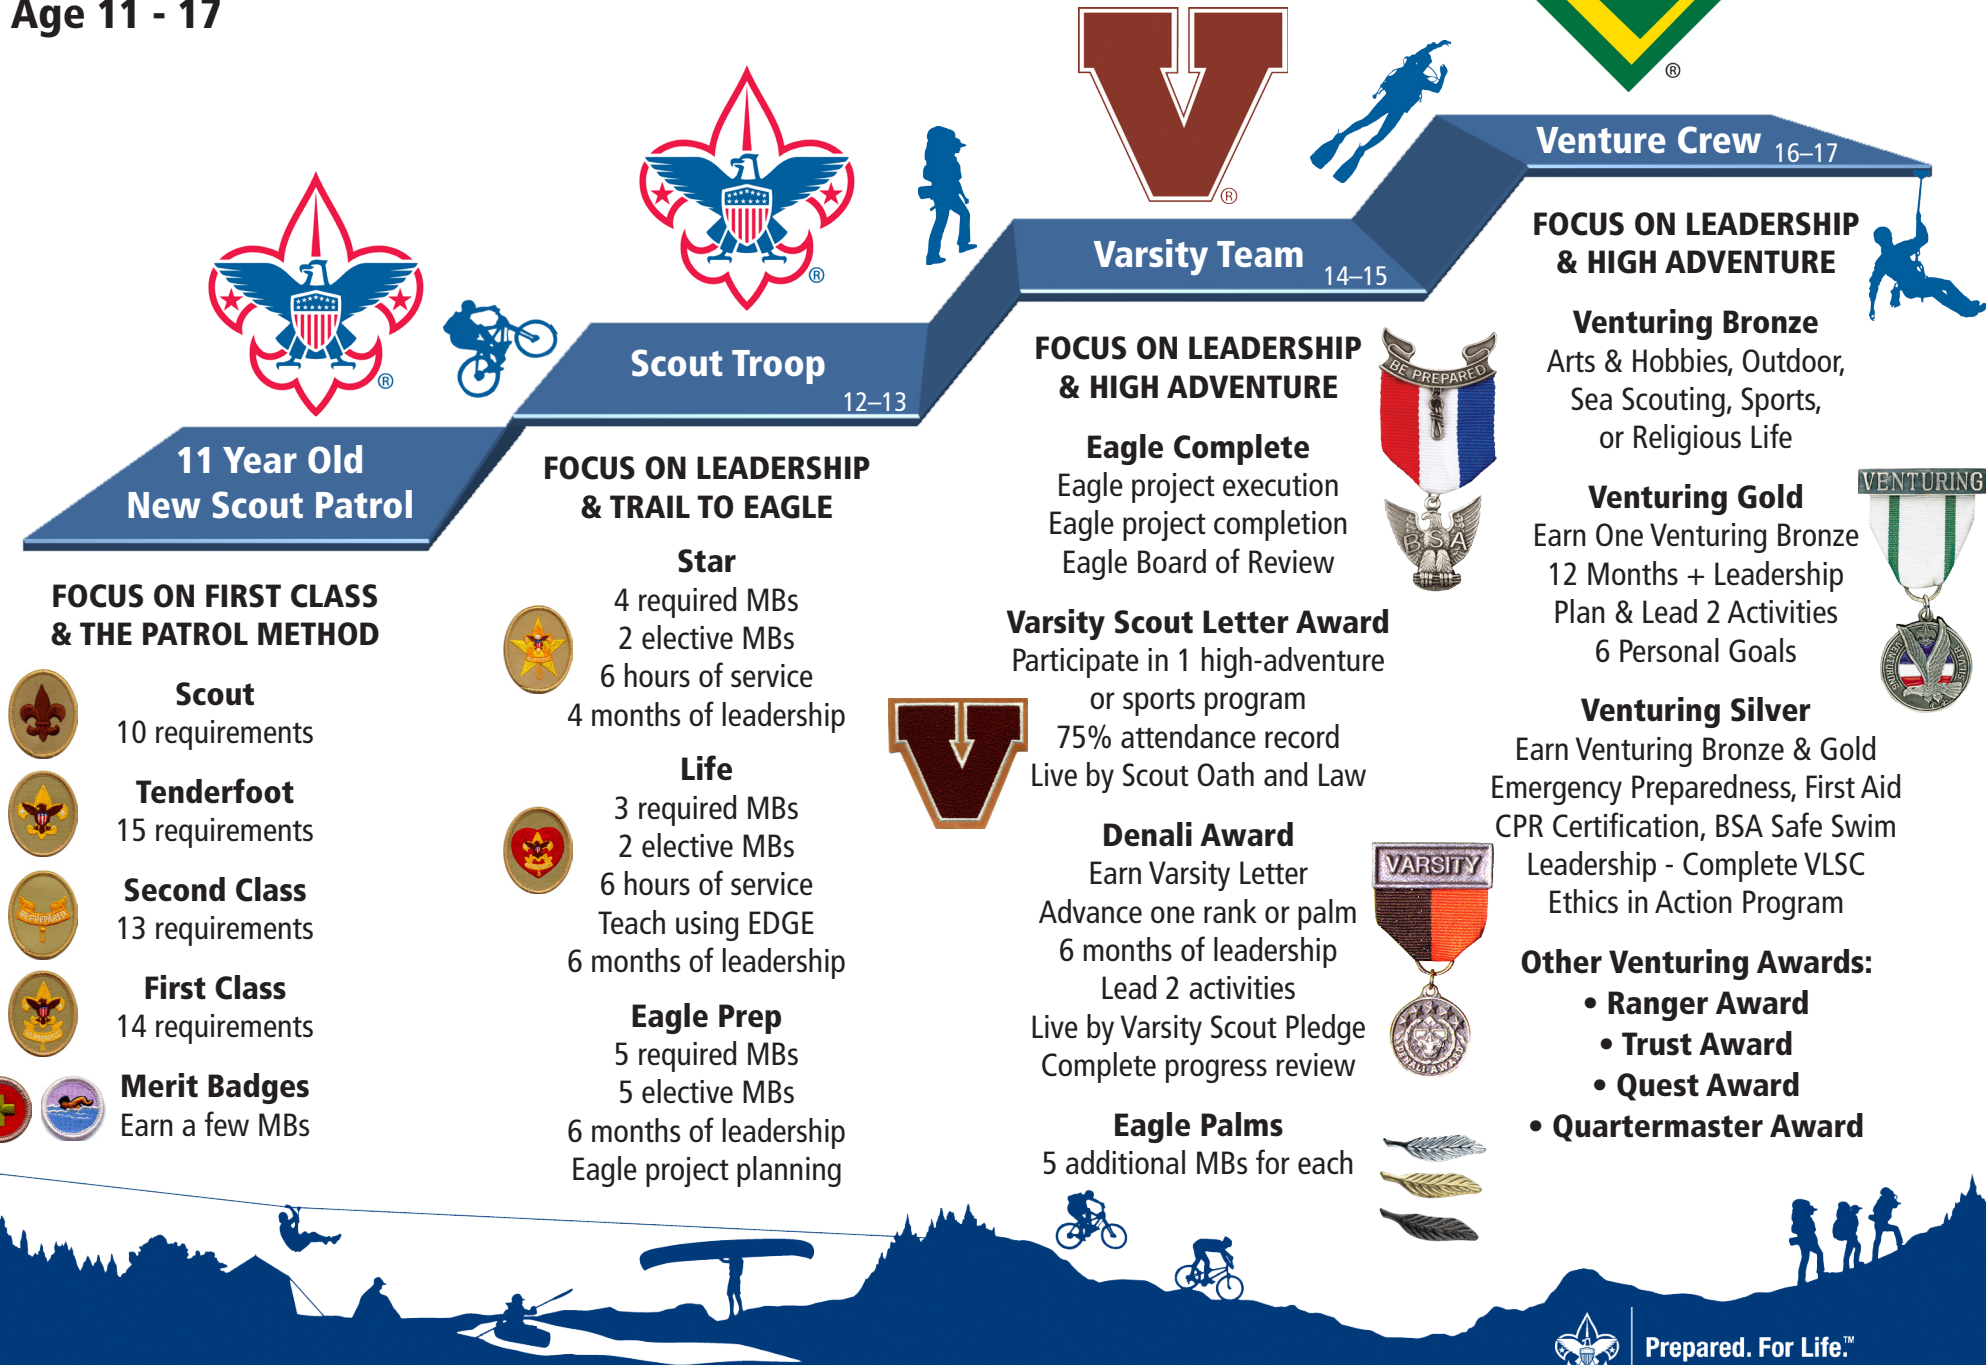 Age 11 - 17
11 Year Old
New Scout Patrol
FOCUS ON FIRST CLASS
& THE PATROL METHOD
Scout
10 requirements
Tenderfoot
15 requirements
Second Class
13 requirements
BE PREPARED
First Class
14 requirements
Merit Badges
Earn a few MBs
®
Scout Troop
12–13
FOCUS ON LEADERSHIP
& TRAIL TO EAGLE
Star
4 required MBs
2 elective MBs
6 hours of service
4 months of leadership
Life
3 required MBs
2 elective MBs
6 hours of service
Teach using EDGE
6 months of leadership
Eagle Prep
5 required MBs
5 elective MBs
6 months of leadership
Eagle project planning
®
V
®
Varsity Team
14–15
FOCUS ON LEADERSHIP
& HIGH ADVENTURE
Eagle Complete
Eagle project execution
Eagle project completion
Eagle Board of Review
BE PREPARED
BSA
Varsity Scout Letter Award
Participate in 1 high-adventure
or sports program
75% attendance record
Live by Scout Oath and Law
V
Denali Award
Earn Varsity Letter
Advance one rank or palm
6 months of leadership
Lead 2 activities
Live by Varsity Scout Pledge
Complete progress review
VARSITY
DENALI AWARD
Eagle Palms
5 additional MBs for each
®
Venture Crew
16–17
FOCUS ON LEADERSHIP
& HIGH ADVENTURE
Venturing Bronze
Arts & Hobbies, Outdoor,
Sea Scouting, Sports,
or Religious Life
Venturing Gold
Earn One Venturing Bronze
12 Months + Leadership
Plan & Lead 2 Activities
6 Personal Goals
VENTURING
VENTURING SILVER
Venturing Silver
Earn Venturing Bronze & Gold
Emergency Preparedness, First Aid
CPR Certification, BSA Safe Swim
Leadership - Complete VLSC
Ethics in Action Program
Other Venturing Awards:
• Ranger Award
• Trust Award
• Quest Award
• Quartermaster Award
Prepared. For Life.™